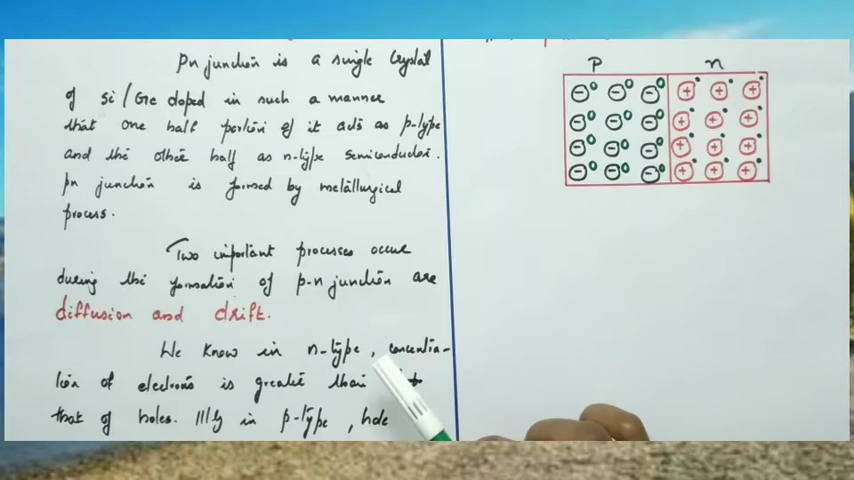 Pn junction is a single crystal
of Si/Ge doped in such a manner
that one half portion of it acts as p-type
and the other half as n-type semiconductor.
pn junction is formed by metallurgical
process.
Two important processes occur
during the formation of p-n junction are
diffusion and drift.
We know in n-type, concentra-
tion of electrons is greater than
that of holes. Illly in p-type, hole
P n